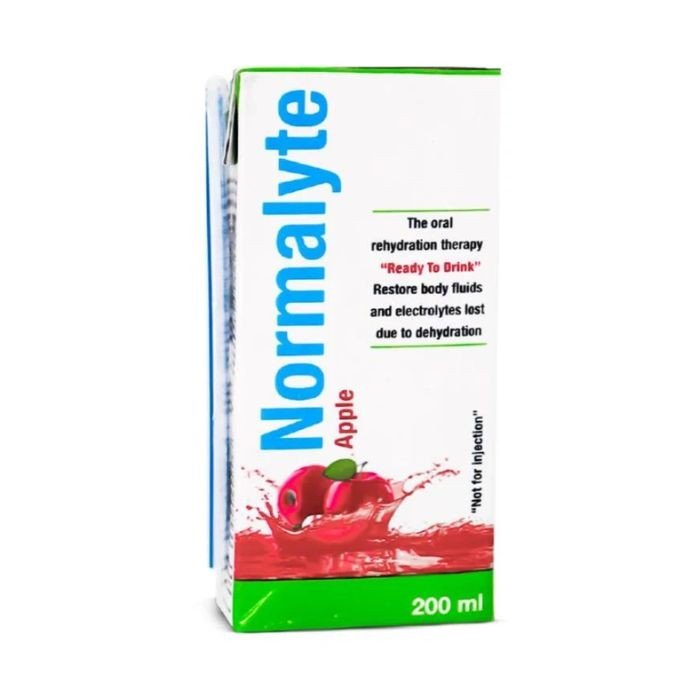 Normalyte
Apple
The oral
rehydration therapy
"Ready To Drink"
Restore body fluids
and electrolytes lost
due to dehydration
"Not for injection"
200 ml